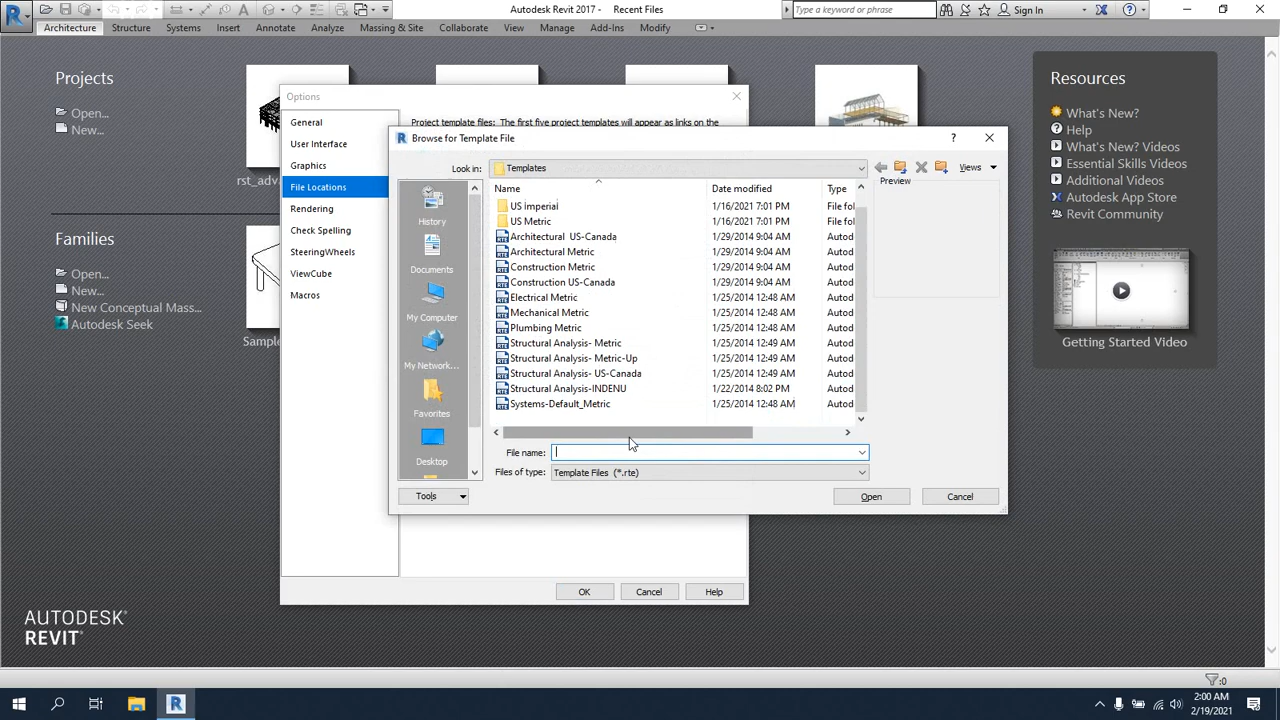 Autodesk Revit 2017 - Recent Files
Type a keyword or phrase
Sign In
Architecture Structure Systems Insert Annotate Analyze Massing & Site Collaborate View Manage Add-Ins Modify
Projects
Open...
New...
Families
Open...
New...
New Conceptual Mass...
Autodesk Seek
rst_adv
Sample
Options
General
User Interface
Graphics
File Locations
Rendering
Check Spelling
SteeringWheels
ViewCube
Macros
Project template files: The first five project templates will appear as links on the
Browse for Template File
Look in: Templates
Views
History
Documents
My Computer
My Network...
Favorites
Desktop
Name Date modified Type
US imperial 1/16/2021 7:01 PM File fol
US Metric 1/16/2021 7:01 PM File fol
Architectural US-Canada 1/29/2014 9:04 AM Autod
Architectural Metric 1/29/2014 9:04 AM Autod
Construction Metric 1/29/2014 9:04 AM Autod
Construction US-Canada 1/29/2014 9:04 AM Autod
Electrical Metric 1/25/2014 12:48 AM Autod
Mechanical Metric 1/25/2014 12:48 AM Autod
Plumbing Metric 1/25/2014 12:48 AM Autod
Structural Analysis- Metric 1/25/2014 12:49 AM Autod
Structural Analysis- Metric-Up 1/25/2014 12:49 AM Autod
Structural Analysis- US-Canada 1/25/2014 12:49 AM Autod
Structural Analysis-INDENU 1/22/2014 8:02 PM Autod
Systems-Default_Metric 1/25/2014 12:48 AM Autod
Preview
File name:
Files of type: Template Files (*.rte)
Tools
Open
Cancel
OK
Cancel
Help
Resources
What's New?
Help
What's New? Videos
Essential Skills Videos
Additional Videos
Autodesk App Store
Revit Community
Getting Started Video
AUTODESK®
REVIT®
:0
2:00 AM
2/19/2021